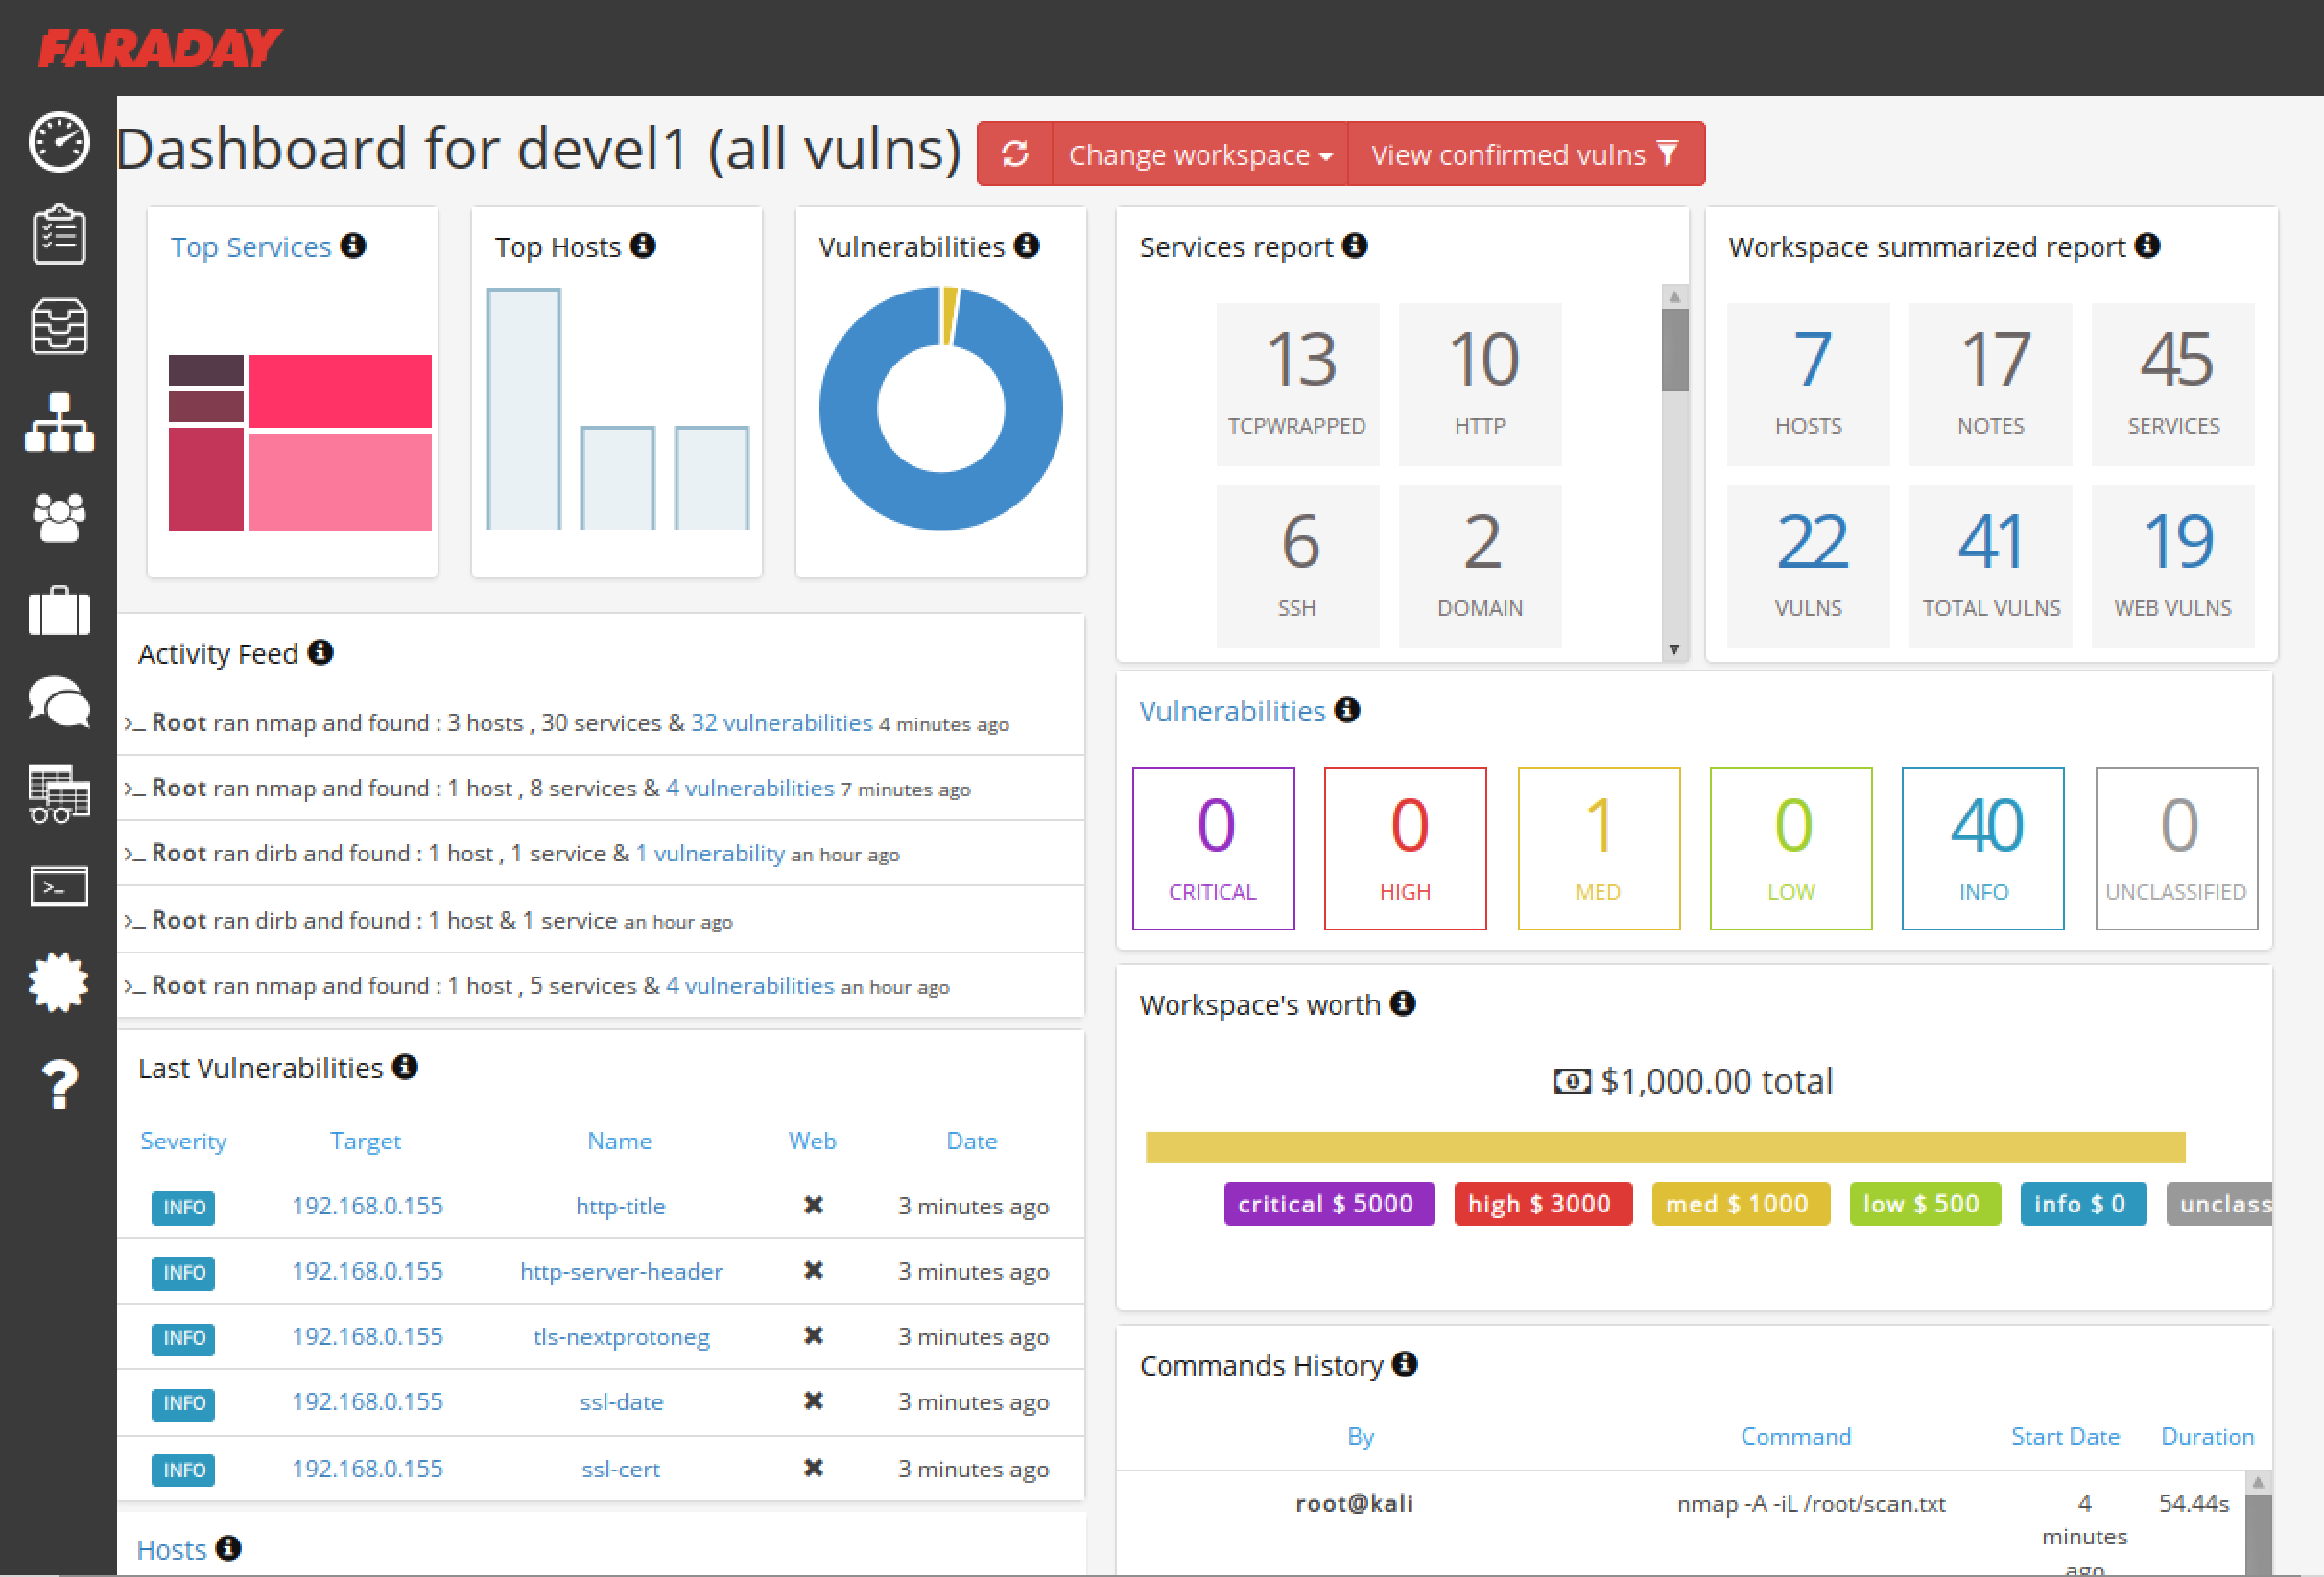 FARADAY
Dashboard for devel1 (all vulns)
Change workspace
View confirmed vulns
Top Services
Top Hosts
Vulnerabilities
Services report
13
TCPWRAPPED
10
HTTP
6
SSH
2
DOMAIN
Workspace summarized report
7
HOSTS
17
NOTES
45
SERVICES
22
VULNS
41
TOTAL VULNS
19
WEB VULNS
Activity Feed
>_ Root ran nmap and found : 3 hosts , 30 services & 32 vulnerabilities 4 minutes ago
>_ Root ran nmap and found : 1 host , 8 services & 4 vulnerabilities 7 minutes ago
>_ Root ran dirb and found : 1 host , 1 service & 1 vulnerability an hour ago
>_ Root ran dirb and found : 1 host & 1 service an hour ago
>_ Root ran nmap and found : 1 host , 5 services & 4 vulnerabilities an hour ago
Vulnerabilities
0
CRITICAL
0
HIGH
1
MED
0
LOW
40
INFO
0
UNCLASSIFIED
Last Vulnerabilities
Severity Target Name Web Date
INFO 192.168.0.155 http-title ✖ 3 minutes ago
INFO 192.168.0.155 http-server-header ✖ 3 minutes ago
INFO 192.168.0.155 tls-nextprotoneg ✖ 3 minutes ago
INFO 192.168.0.155 ssl-date ✖ 3 minutes ago
INFO 192.168.0.155 ssl-cert ✖ 3 minutes ago
Hosts
Workspace's worth
$1,000.00 total
critical $ 5000 high $ 3000 med $ 1000 low $ 500 info $ 0 unclass
Commands History
By Command Start Date Duration
root@kali nmap -A -iL /root/scan.txt 4 54.44s
minutes
ago